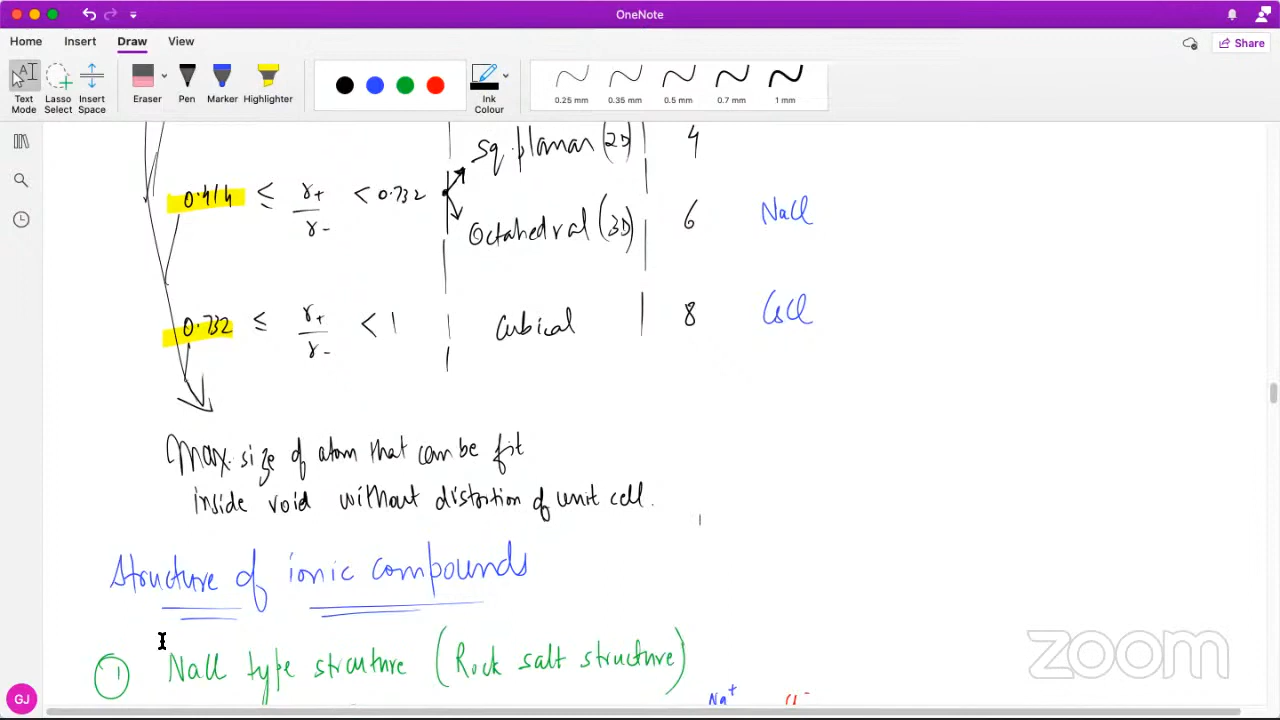 OneNote
Home Insert Draw View
Share
Text Mode
Lasso Select
Insert Space
Eraser
Pen
Marker
Highlighter
Ink Colour
0.25 mm
0.35 mm
0.5 mm
0.7 mm
1 mm
Sq. planar (2D) 4
0.414 ≤ r+/r- < 0.732
Octahedral (3D) 6 NaCl
0.732 ≤ r+/r- < 1 Cubical 8 CsCl
Max. size of atom that can be fit
inside void without distortion of unit cell.
Structure of ionic compounds
① NaCl type structure (Rock salt structure)
Na+ Cl-
GJ
zoom